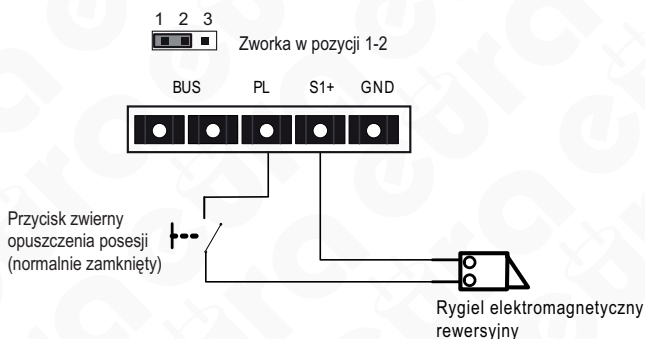 1 2 3
Zworka w pozycji 1-2
BUS PL S1+ GND
Przycisk zwierny
opuszczenia posesji
(normalnie zamknięty)
Rygiel elektromagnetyczny
rewersyjny
eura